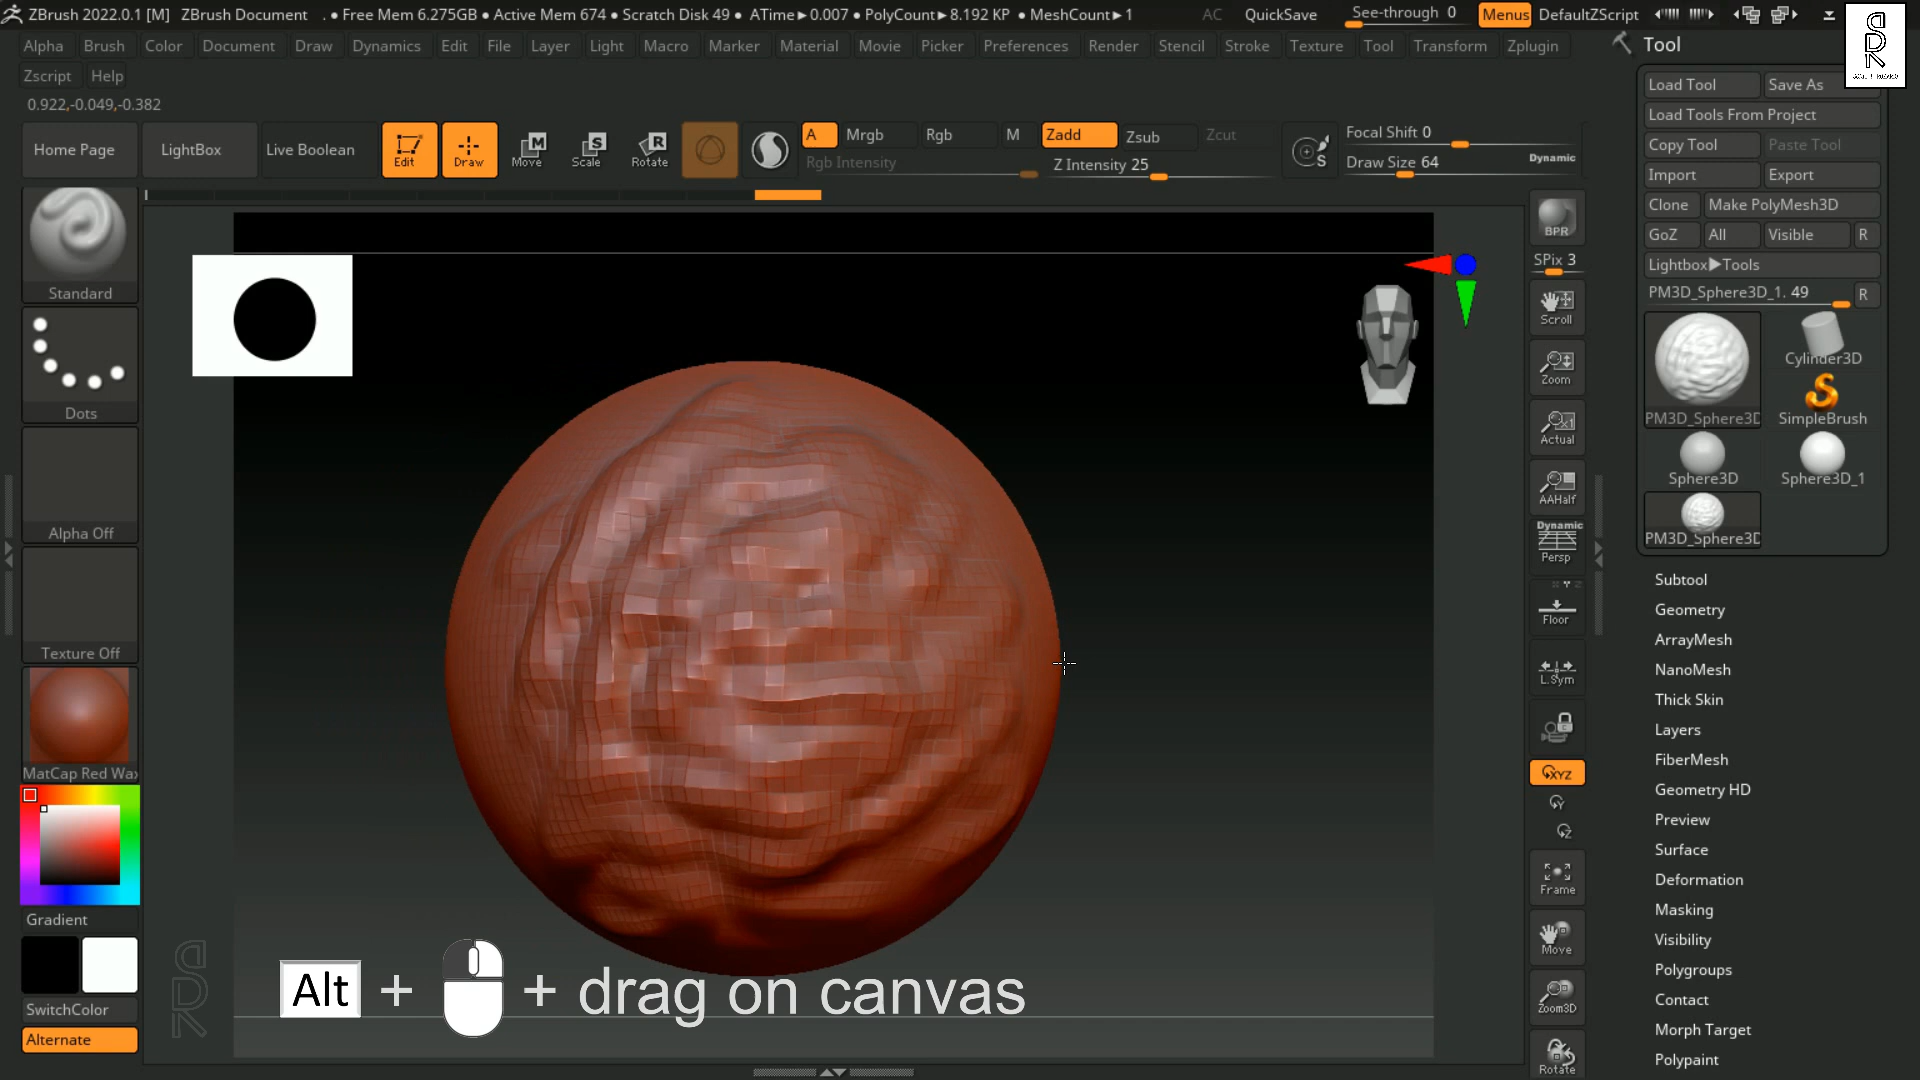 ZBrush 2022.0.1 [M] ZBrush Document . ● Free Mem 6.275GB ● Active Mem 674 ● Scratch Disk 49 ● ATime►0.007 ● PolyCount►8.192 KP ● MeshCount►1 AC QuickSave See-through 0 Menus DefaultZScript
Alpha Brush Color Document Draw Dynamics Edit File Layer Light Macro Marker Material Movie Picker Preferences Render Stencil Stroke Texture Tool Transform Zplugin
Zscript Help
0.922,-0.049,-0.382
Home Page LightBox Live Boolean Edit Draw Move Scale Rotate A Mrgb Rgb M Zadd Zsub Zcut
Rgb Intensity Z Intensity 25
S
Focal Shift 0
Draw Size 64 Dynamic
Standard
Dots
Alpha Off
Texture Off
MatCap Red Wax
Gradient
SwitchColor
Alternate
Alt + + drag on canvas
BPR
SPix 3
Scroll
Zoom
Actual
AAHalf
Dynamic
Persp
Floor
L.Sym
XYZ
Y
Z
Frame
Move
Zoom3D
Rotate
Tool
Load Tool Save As
Load Tools From Project
Copy Tool Paste Tool
Import Export
Clone Make PolyMesh3D
GoZ All Visible R
Lightbox►Tools
PM3D_Sphere3D_1. 49 R
PM3D_Sphere3D Cylinder3D
SimpleBrush
Sphere3D Sphere3D_1
PM3D_Sphere3D
Subtool
Geometry
ArrayMesh
NanoMesh
Thick Skin
Layers
FiberMesh
Geometry HD
Preview
Surface
Deformation
Masking
Visibility
Polygroups
Contact
Morph Target
Polypaint